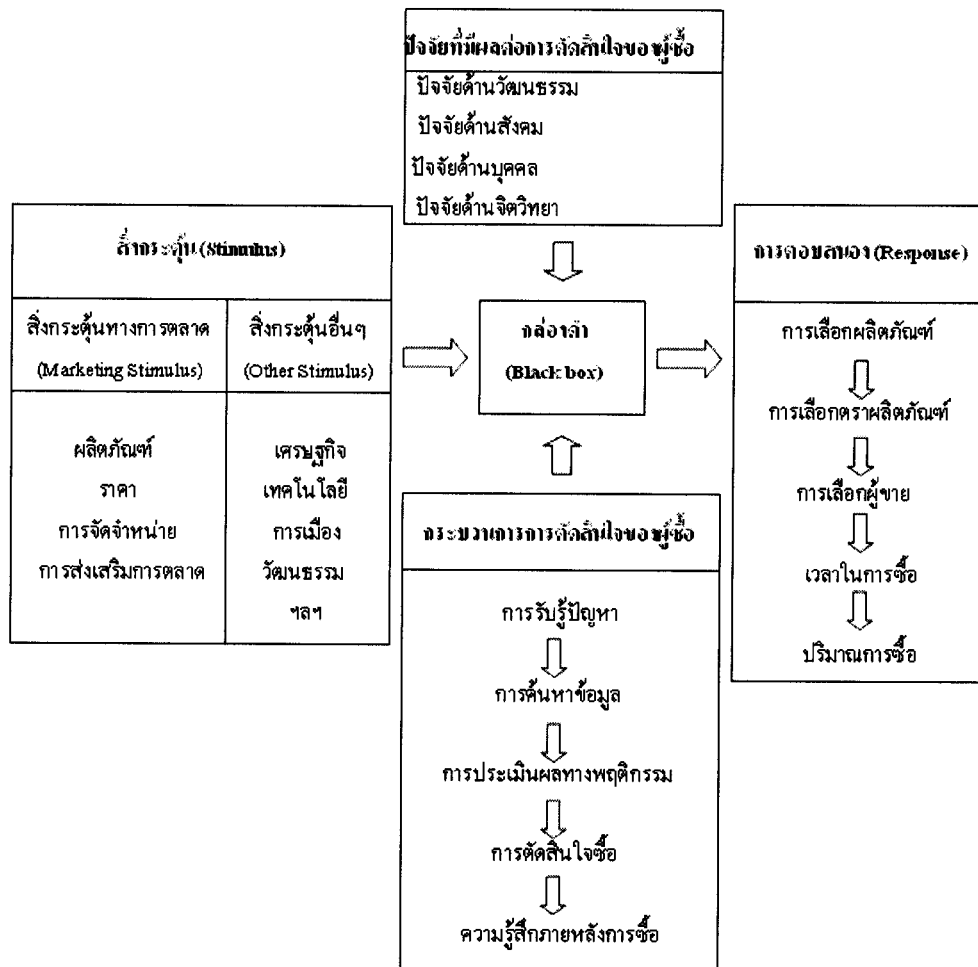 ปัจจัยที่มีผลต่อการตัดสินใจของผู้ซื้อ
ปัจจัยด้านวัฒนธรรม
ปัจจัยด้านสังคม
ปัจจัยด้านบุคคล
ปัจจัยด้านจิตวิทยา
สิ่งกระตุ้น (Stimulus)
สิ่งกระตุ้นทางการตลาด
(Marketing Stimulus)
สิ่งกระตุ้นอื่นๆ
(Other Stimulus)
ผลิตภัณฑ์
ราคา
การจัดจำหน่าย
การส่งเสริมการตลาด
เศรษฐกิจ
เทคโนโลยี
การเมือง
วัฒนธรรม
ฯลฯ
กล่องดำ
(Black box)
กระบวนการการตัดสินใจของผู้ซื้อ
การรับรู้ปัญหา
การค้นหาข้อมูล
การประเมินผลทางพฤติกรรม
การตัดสินใจซื้อ
ความรู้สึกภายหลังการซื้อ
การตอบสนอง (Response)
การเลือกผลิตภัณฑ์
การเลือกตราผลิตภัณฑ์
การเลือกผู้ขาย
เวลาในการซื้อ
ปริมาณการซื้อ